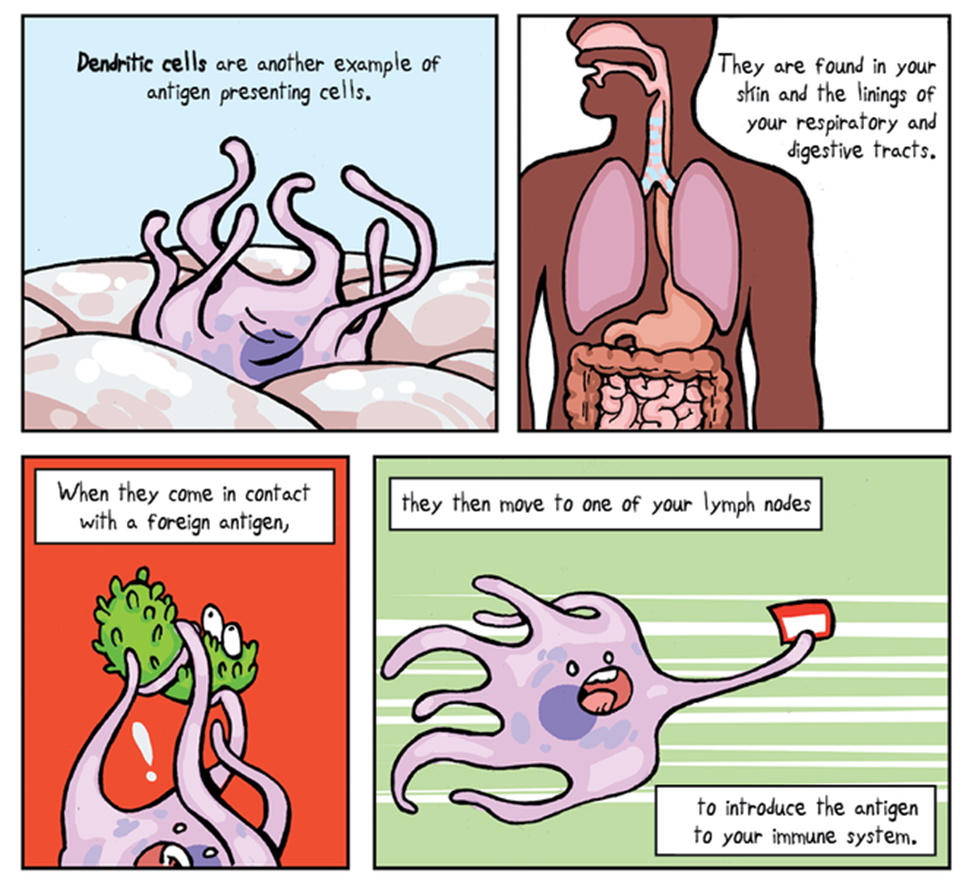 Dendritic cells are another example of
antigen presenting cells.
They are found in your
skin and the linings of
your respiratory and
digestive tracts.
When they come in contact
with a foreign antigen,
!
they then move to one of your lymph nodes
to introduce the antigen
to your immune system.